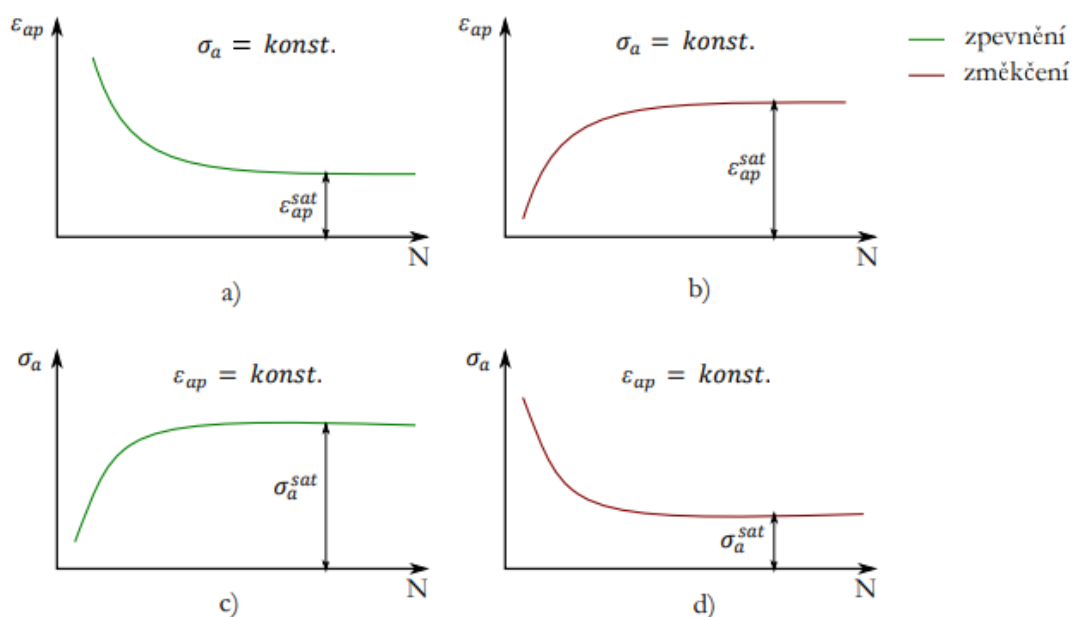 ε_ap
σ_a = konst.
ε_ap^sat
N
a)
ε_ap
σ_a = konst.
ε_ap^sat
N
b)
zpevnění
změkčení
σ_a
ε_ap = konst.
σ_a^sat
N
c)
σ_a
ε_ap = konst.
σ_a^sat
N
d)